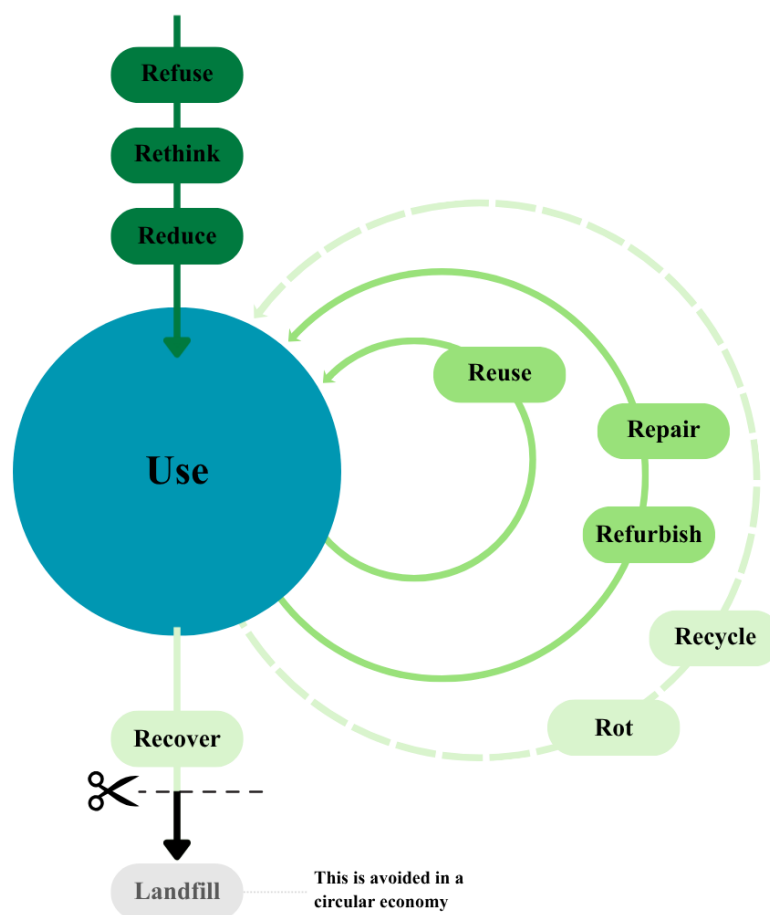 Refuse
Rethink
Reduce
Use
Reuse
Repair
Refurbish
Recycle
Rot
Recover
Landfill
This is avoided in a
circular economy